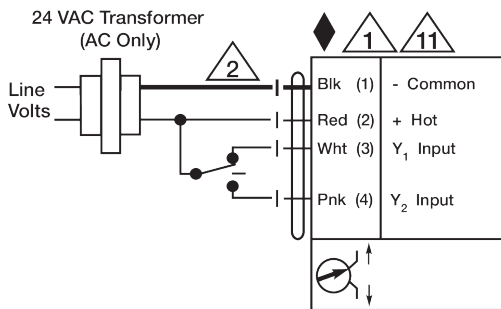 24 VAC Transformer
(AC Only)
Line
Volts
2
1
11
Blk (1) - Common
Red (2) + Hot
Wht (3) Y1 Input
Pnk (4) Y2 Input